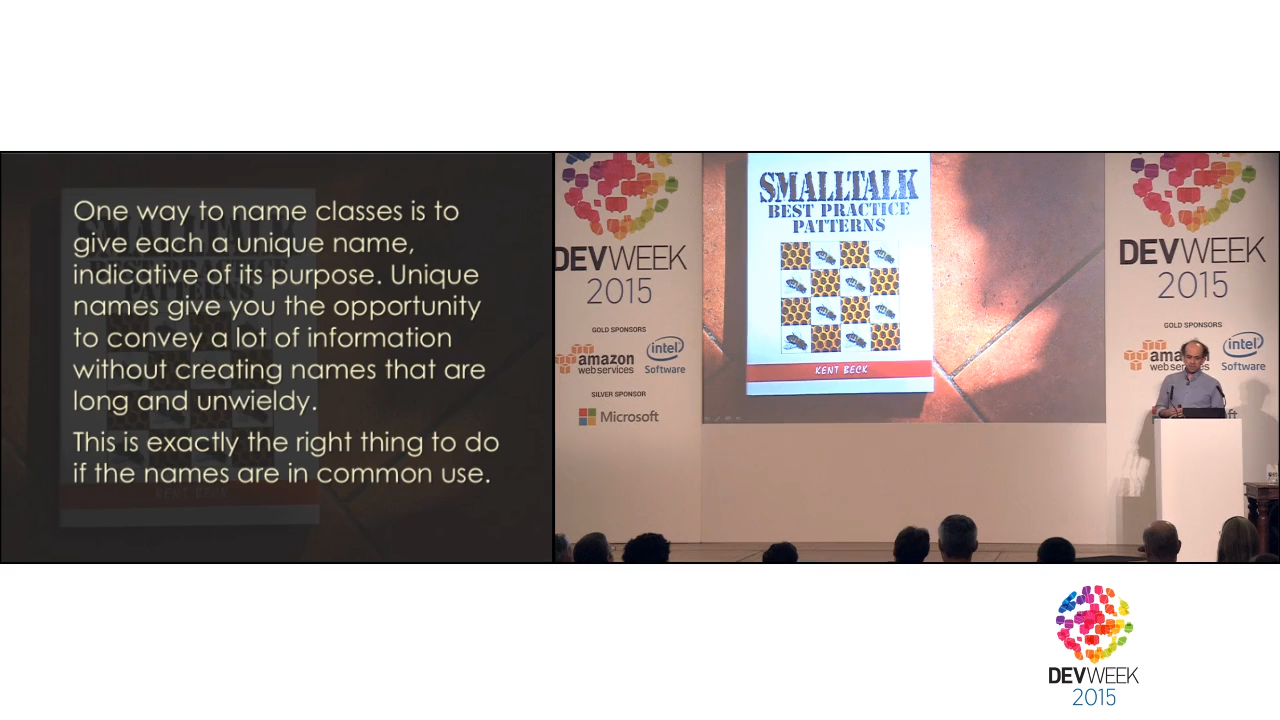 One way to name classes is to
give each a unique name,
indicative of its purpose. Unique
names give you the opportunity
to convey a lot of information
without creating names that are
long and unwieldy.
This is exactly the right thing to do
if the names are in common use.
KENT BECK
DEVWEEK
2015
GOLD SPONSORS
amazon
webservices
intel
Software
SILVER SPONSOR
Microsoft
SMALLTALK
BEST PRACTICE
PATTERNS
KENT BECK
DEVWEEK
2015
GOLD SPONSORS
intel
Software
DEVWEEK
2015